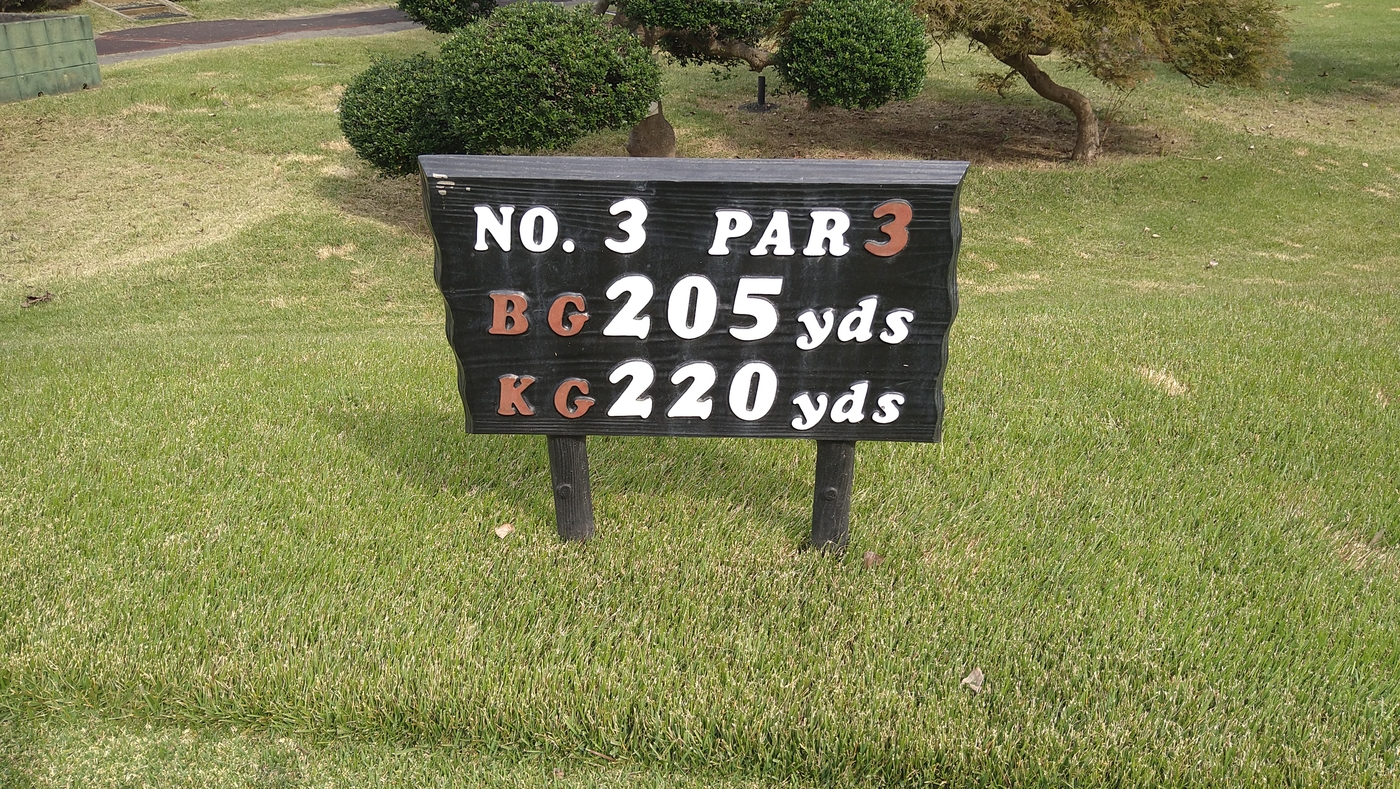 NO. 3 PAR 3
BG 205 yds
KG 220 yds